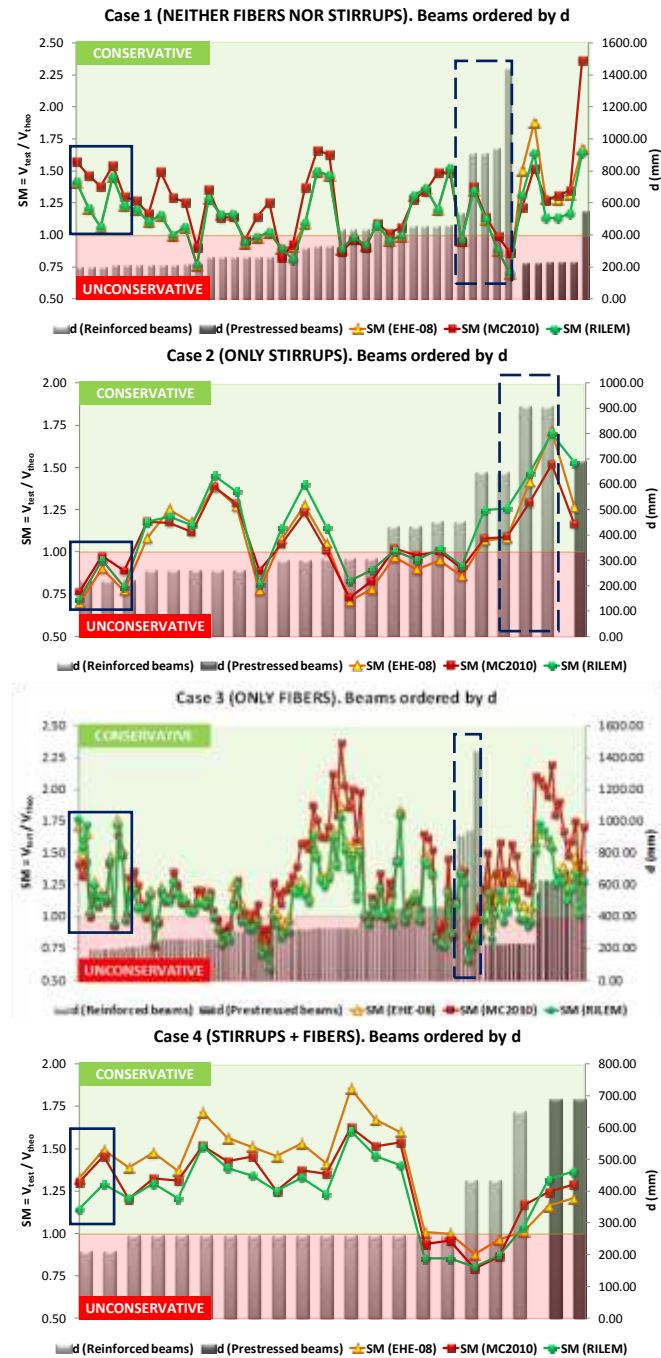 Case 1 (NEITHER FIBERS NOR STIRRUPS). Beams ordered by d
SM = Vtest / Vtheo
2.50
2.25
2.00
1.75
1.50
1.25
1.00
0.75
0.50
CONSERVATIVE
UNCONSERVATIVE
1600.00
1400.00
1200.00
1000.00
800.00
600.00
400.00
200.00
0.00
d (mm)
d (Reinforced beams) d (Prestressed beams) SM (EHE-08) SM (MC2010) SM (RILEM)
Case 2 (ONLY STIRRUPS). Beams ordered by d
SM = Vtest / Vtheo
2.00
1.75
1.50
1.25
1.00
0.75
0.50
CONSERVATIVE
UNCONSERVATIVE
1000.00
900.00
800.00
700.00
600.00
500.00
400.00
300.00
200.00
100.00
0.00
d (mm)
d (Reinforced beams) d (Prestressed beams) SM (EHE-08) SM (MC2010) SM (RILEM)
Case 3 (ONLY FIBERS). Beams ordered by d
SM = Vtest / Vtheo
2.50
2.25
2.00
1.75
1.50
1.25
1.00
0.75
0.50
CONSERVATIVE
UNCONSERVATIVE
1600.00
1400.00
1200.00
1000.00
800.00
600.00
400.00
200.00
0.00
d (mm)
d (Reinforced beams) d (Prestressed beams) SM (EHE-08) SM (MC2010) SM (RILEM)
Case 4 (STIRRUPS + FIBERS). Beams ordered by d
SM = Vtest / Vtheo
2.00
1.75
1.50
1.25
1.00
0.75
0.50
CONSERVATIVE
UNCONSERVATIVE
800.00
700.00
600.00
500.00
400.00
300.00
200.00
100.00
0.00
d (mm)
d (Reinforced beams) d (Prestressed beams) SM (EHE-08) SM (MC2010) SM (RILEM)